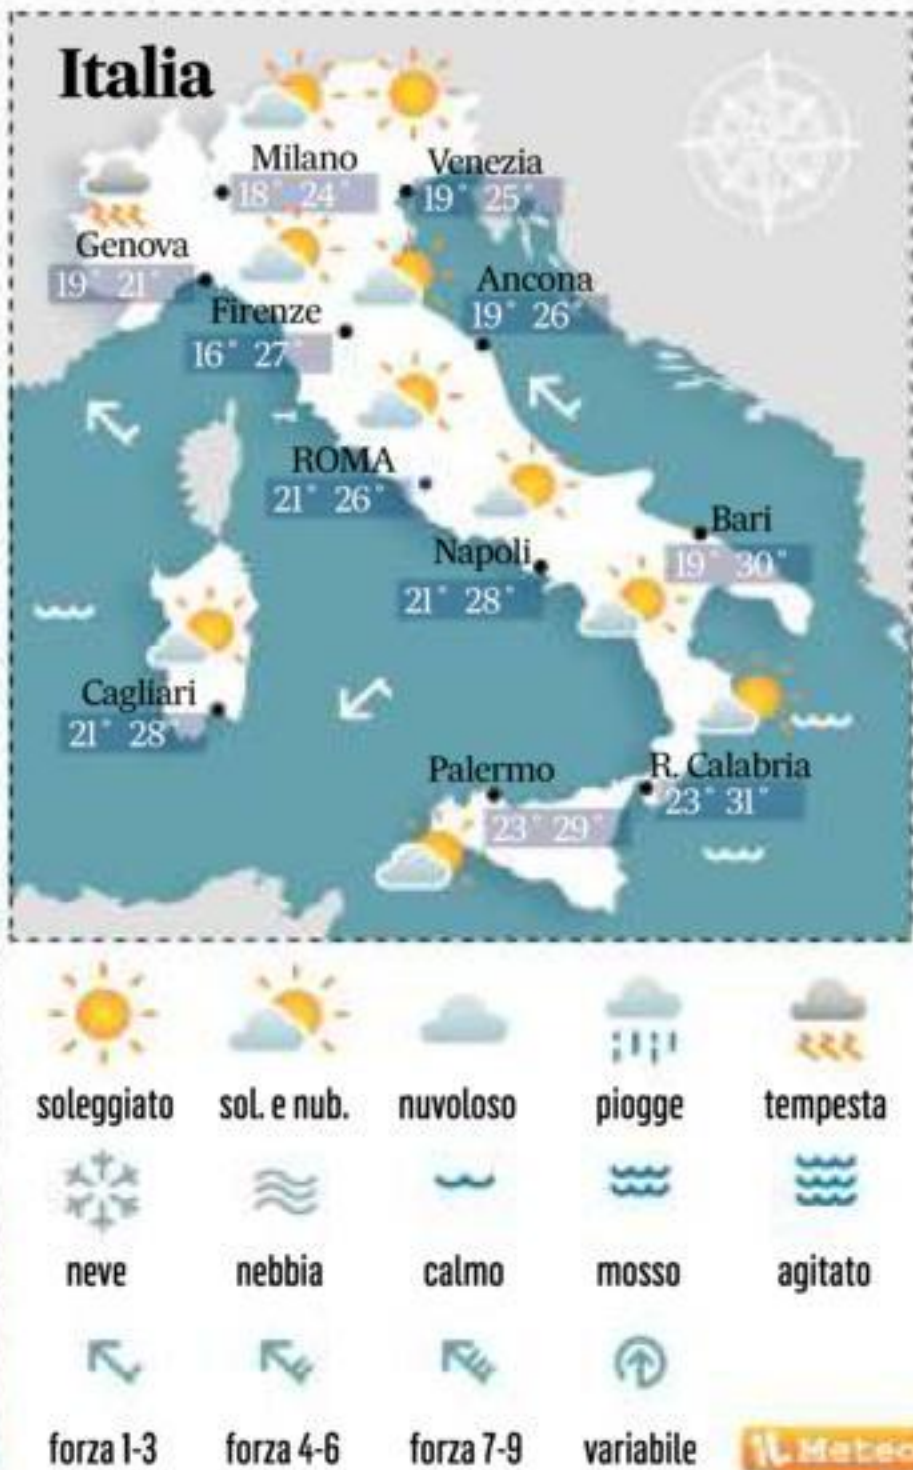 Italia
Milano
18° 24°
Venezia
19° 25°
Genova
19° 21°
Firenze
16° 27°
Ancona
19° 26°
ROMA
21° 26°
Bari
19° 30°
Napoli
21° 28°
Cagliari
21° 28°
Palermo
23° 29°
R. Calabria
23° 31°
soleggiato sol. e nub. nuvoloso piogge tempesta
neve nebbia calmo mosso agitato
forza 1-3 forza 4-6 forza 7-9 variabile
iL Meteo